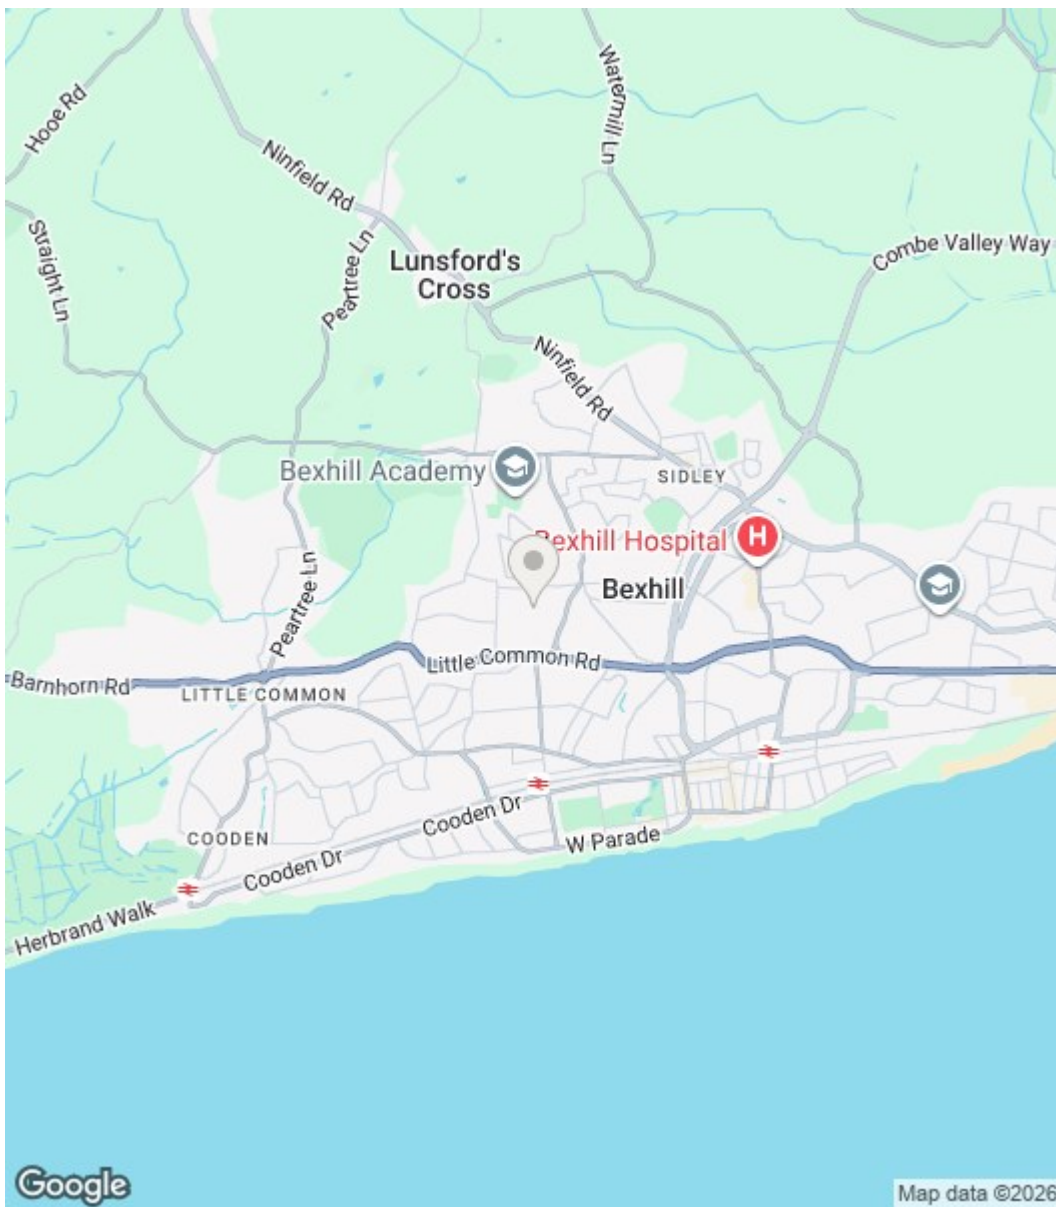 Hooe Rd
Ninfield Rd
Watermill Ln
Straight Ln
Peartree Ln
Lunsford's
Cross
Combe Valley Way
Ninfield Rd
Bexhill Academy
SIDLEY
Bexhill Hospital
H
Bexhill
Peartree Ln
Little Common Rd
Barnhorn Rd
LITTLE COMMON
Cooden Dr
W Parade
COODEN
Cooden Dr
Herbrand Walk
Google
Map data ©2026